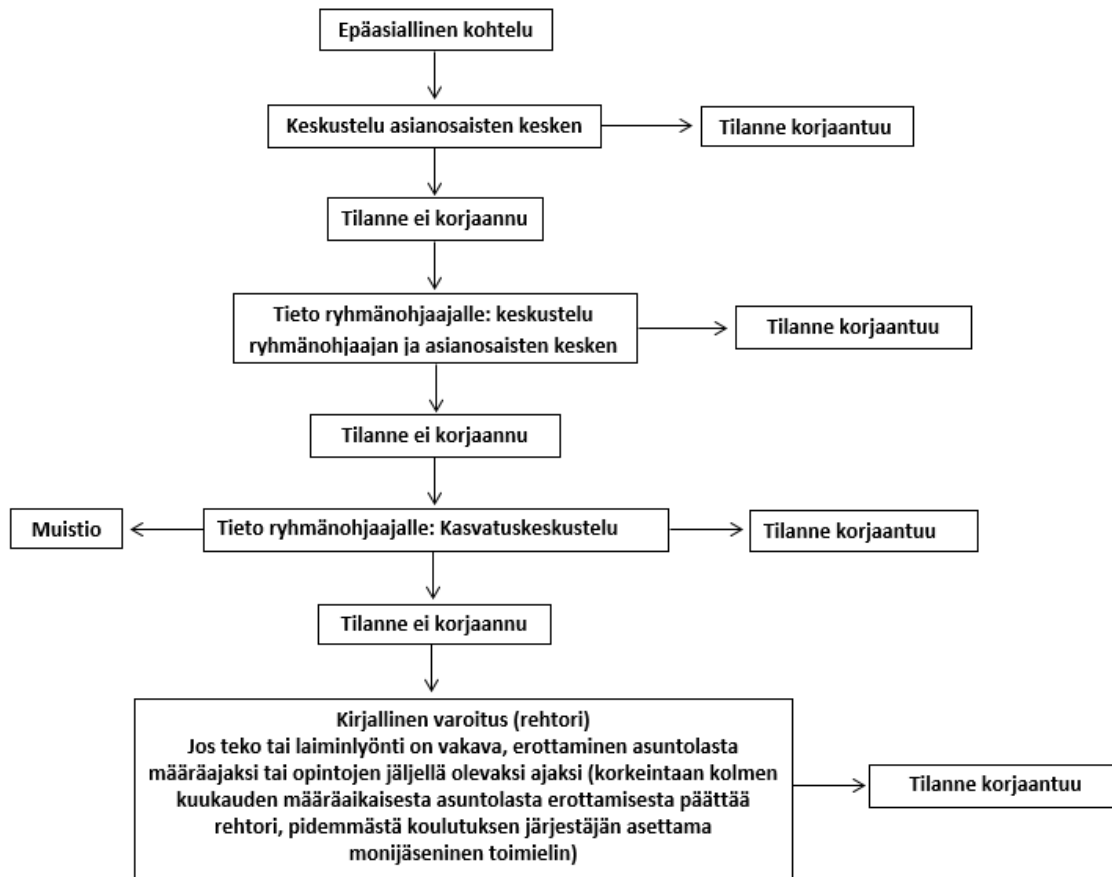 Epäasiallinen kohtelu
Keskustelu asianosaisten kesken
Tilanne korjaantuu
Tilanne ei korjaannu
Tieto ryhmänohjaajalle: keskustelu
ryhmänohjaajan ja asianosaisten kesken
Tilanne korjaantuu
Tilanne ei korjaannu
Muistio
Tieto ryhmänohjaajalle: Kasvatuskeskustelu
Tilanne korjaantuu
Tilanne ei korjaannu
Kirjallinen varoitus (rehtori)
Jos teko tai laiminlyönti on vakava, erottaminen asuntolasta
määräajaksi tai opintojen jäljellä olevaksi ajaksi (korkeintaan kolmen
kuukauden määräaikaisesta asuntolasta erottamisesta päättää
rehtori, pidemmästä koulutuksen järjestäjän asettama
monijäseninen toimielin)
Tilanne korjaantuu